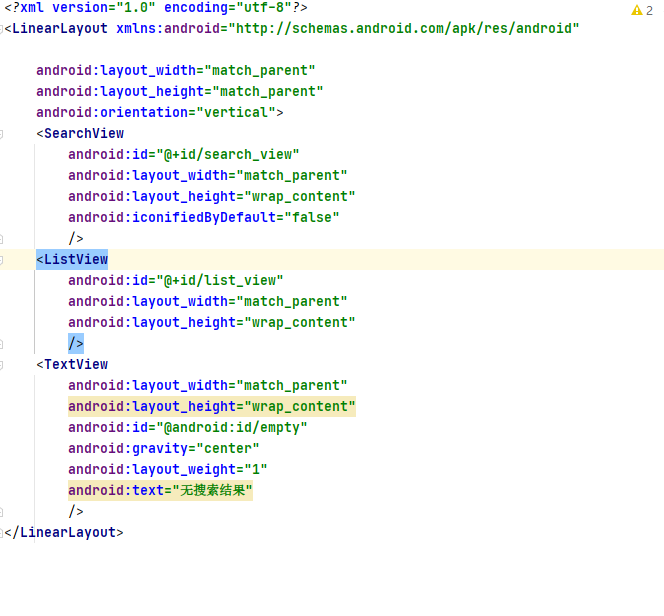 <?xml version="1.0" encoding="utf-8"?>
2
<LinearLayout xmlns:android="http://schemas.android.com/apk/res/android"
android:layout_width="match_parent"
android:layout_height="match_parent"
android:orientation="vertical">
<SearchView
android:id="@+id/search_view"
android:layout_width="match_parent"
android:layout_height="wrap_content"
android:iconifiedByDefault="false"
/>
<ListView
android:id="@+id/list_view"
android:layout_width="match_parent"
android:layout_height="wrap_content"
/>
<TextView
android:layout_width="match_parent"
android:layout_height="wrap_content"
android:id="@android:id/empty"
android:gravity="center"
android:layout_weight="1"
android:text="无搜索结果"
/>
</LinearLayout>